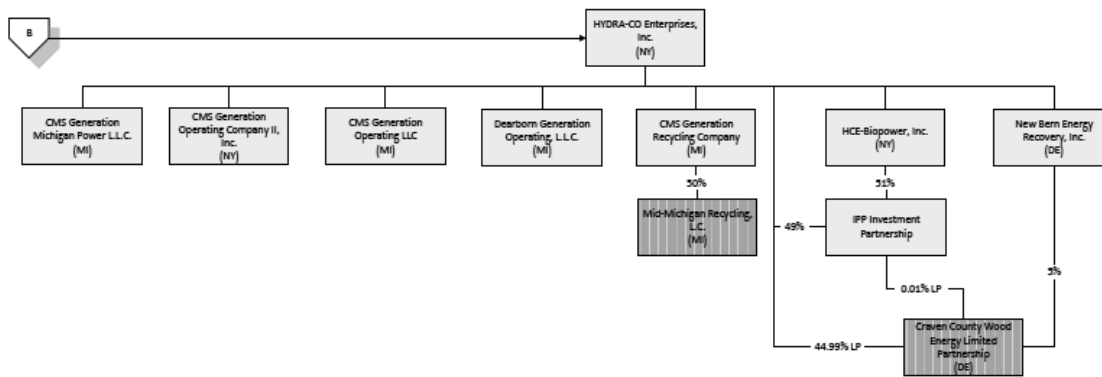 B
HYDRA-CO Enterprises,
Inc.
(NY)
CMS Generation
Michigan Power L.L.C.
(MI)
CMS Generation
Operating Company II,
Inc.
(NY)
CMS Generation
Operating LLC
(MI)
Dearborn Generation
Operating, L.L.C.
(MI)
CMS Generation
Recycling Company
(MI)
HCE-Biopower, Inc.
(NY)
New Bern Energy
Recovery, Inc.
(DE)
50%
51%
Mid-Michigan Recycling,
L.C.
(MI)
49%
IPP Investment
Partnership
5%
0.01% LP
44.99% LP
Craven County Wood
Energy Limited
Partnership
(DE)